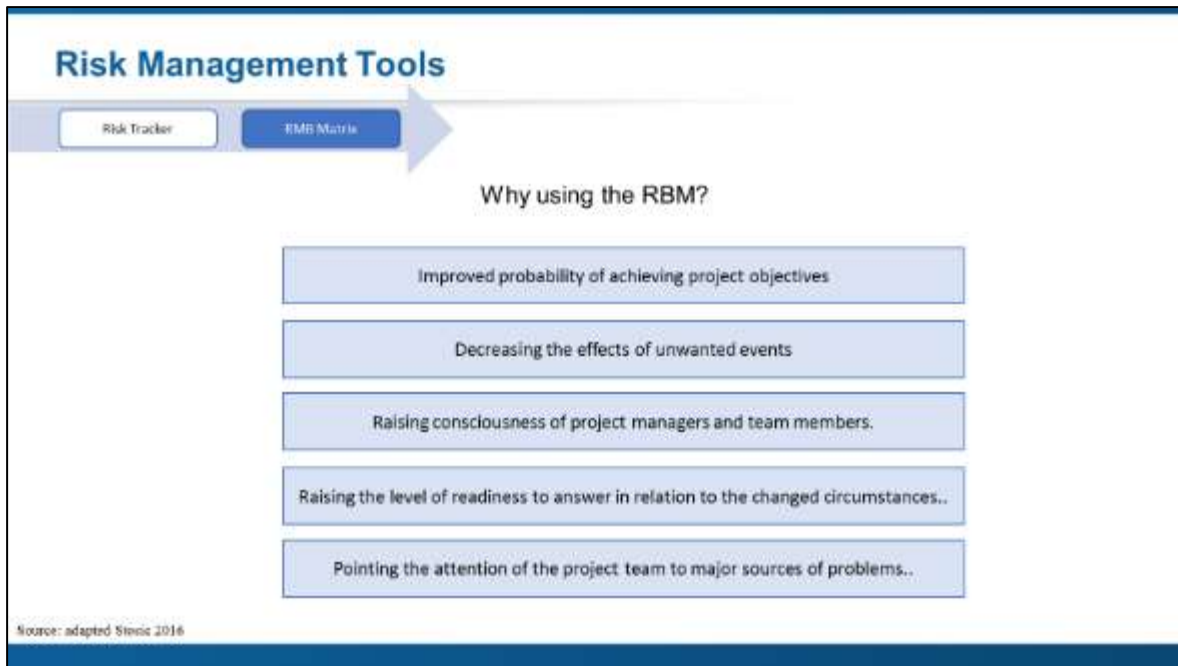 Risk Management Tools
Risk Tracker
RMB Matrix
Why using the RBM?
Improved probability of achieving project objectives
Decreasing the effects of unwanted events
Raising consciousness of project managers and team members.
Raising the level of readiness to answer in relation to the changed circumstances..
Pointing the attention of the project team to major sources of problems..
Source: adapted 2016